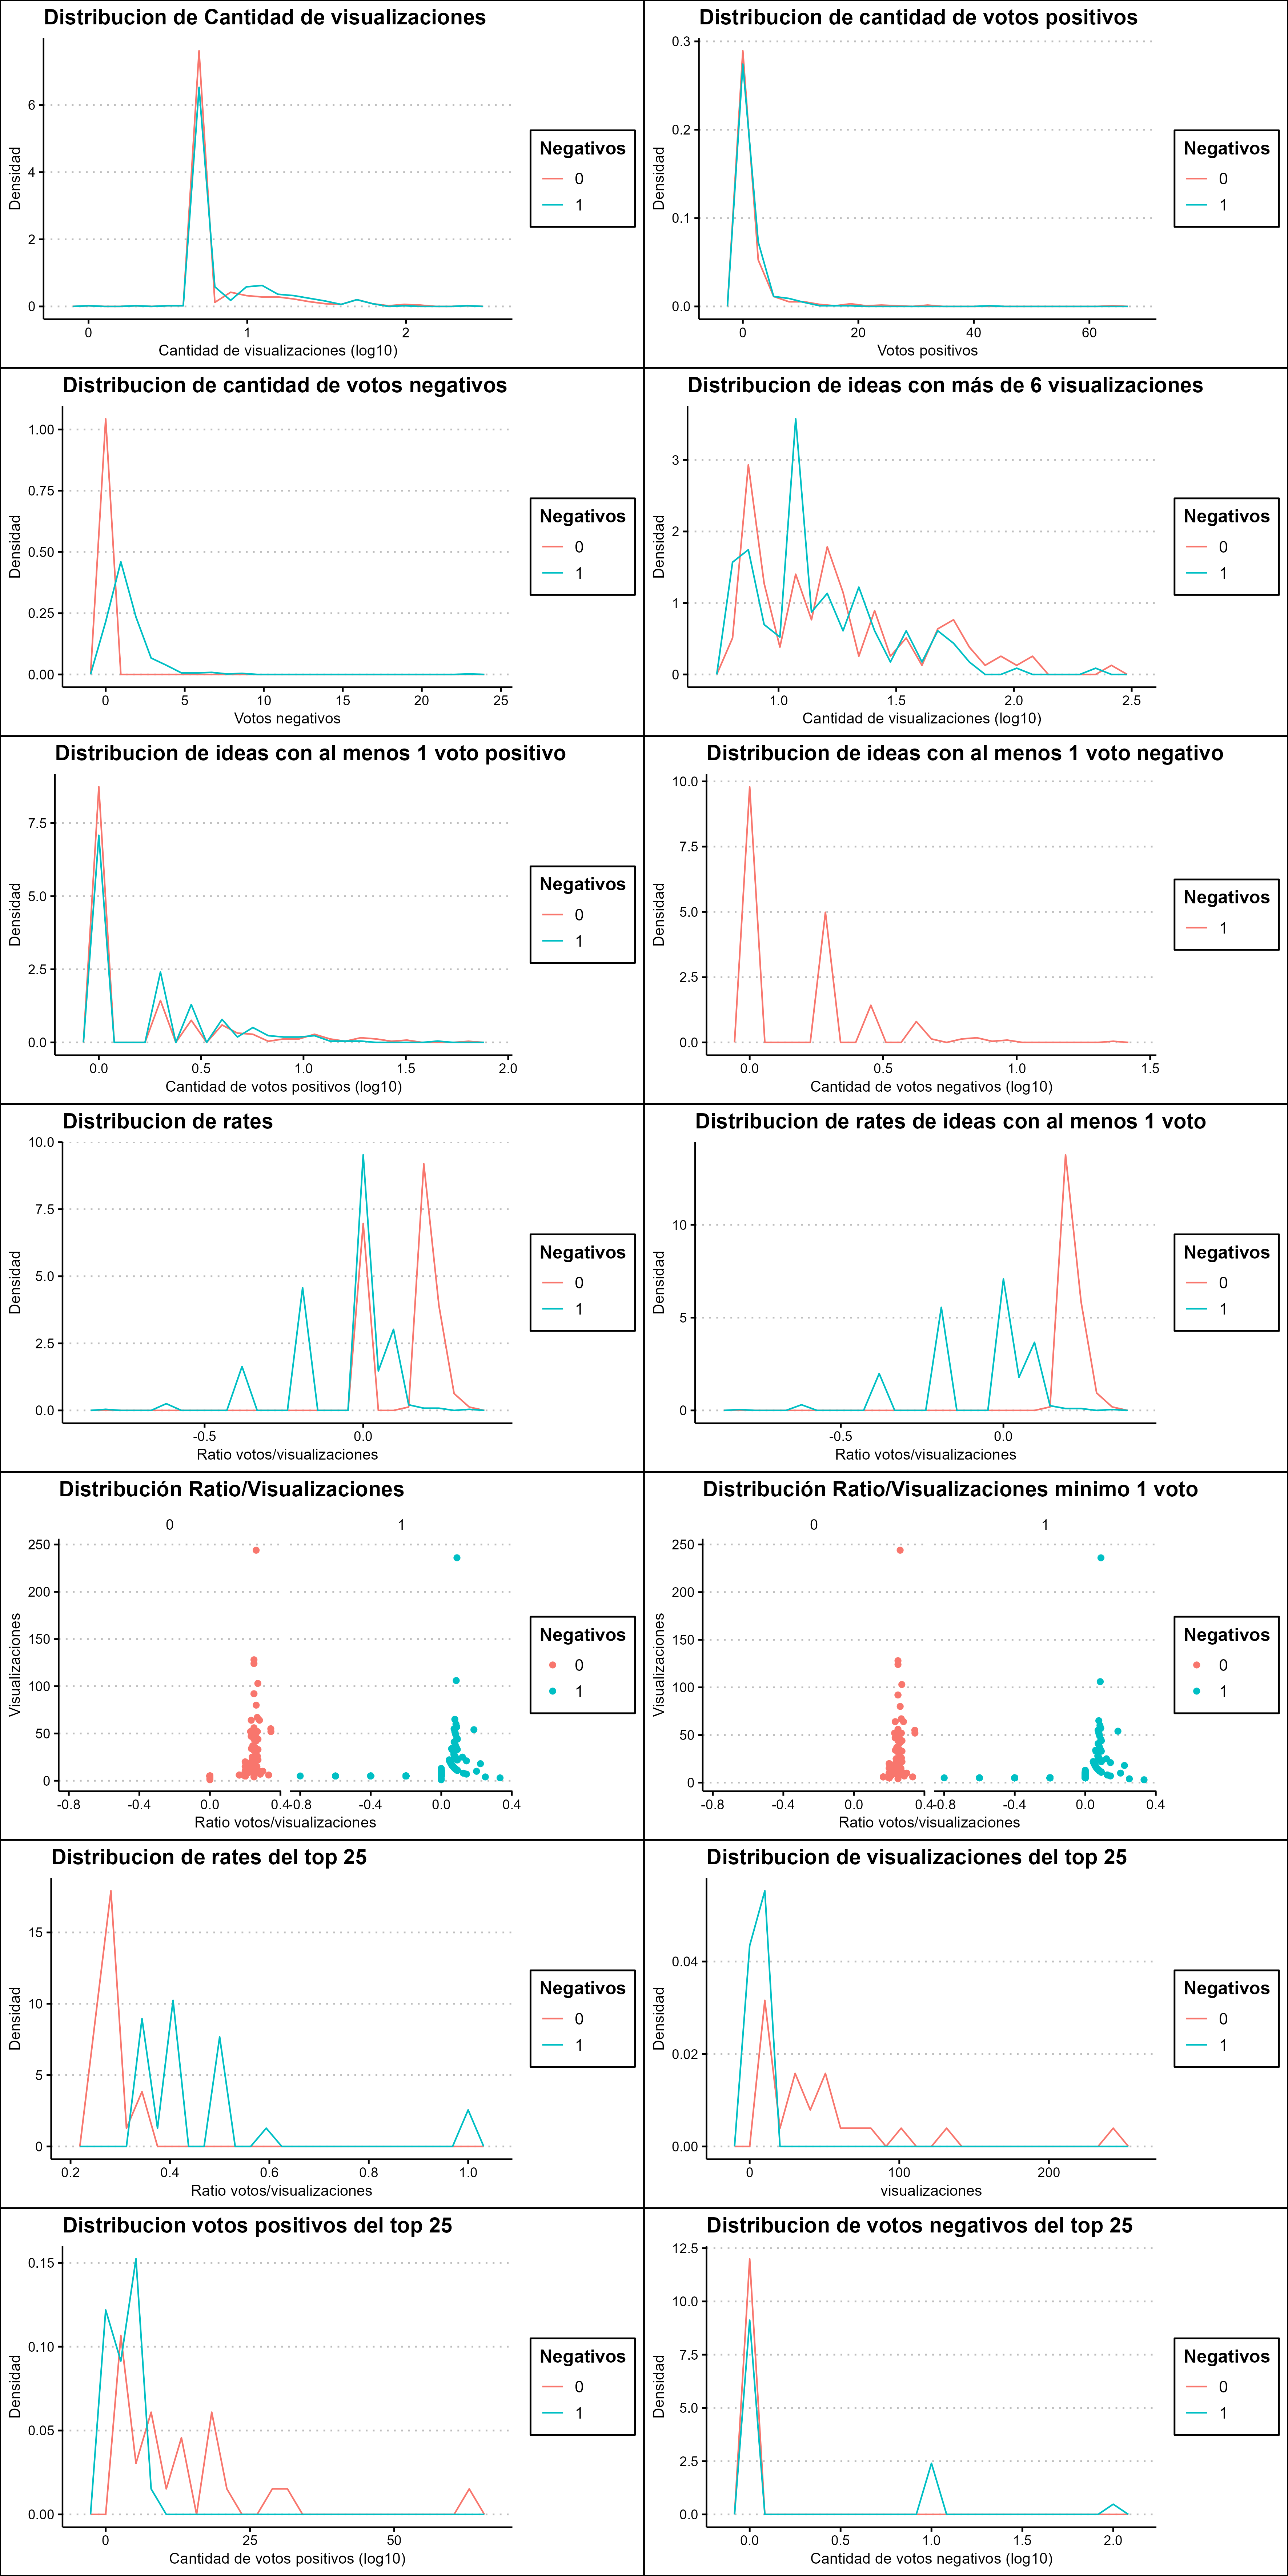 Distribucion de Cantidad de visualizaciones
Densidad
6
4
2
0
0 1 2
Cantidad de visualizaciones (log10)
Negativos
0
1
Distribucion de cantidad de votos positivos
Densidad
0.3
0.2
0.1
0.0
0 20 40 60
Votos positivos
Negativos
0
1
Distribucion de cantidad de votos negativos
Densidad
1.00
0.75
0.50
0.25
0.00
0 5 10 15 20 25
Votos negativos
Negativos
0
1
Distribucion de ideas con más de 6 visualizaciones
Densidad
3
2
1
0
1.0 1.5 2.0 2.5
Cantidad de visualizaciones (log10)
Negativos
0
1
Distribucion de ideas con al menos 1 voto positivo
Densidad
7.5
5.0
2.5
0.0
0.0 0.5 1.0 1.5 2.0
Cantidad de votos positivos (log10)
Negativos
0
1
Distribucion de ideas con al menos 1 voto negativo
Densidad
10.0
7.5
5.0
2.5
0.0
0.0 0.5 1.0 1.5
Cantidad de votos negativos (log10)
Negativos
1
Distribucion de rates
Densidad
10.0
7.5
5.0
2.5
0.0
-0.5 0.0
Ratio votos/visualizaciones
Negativos
0
1
Distribucion de rates de ideas con al menos 1 voto
Densidad
10
5
0
-0.5 0.0
Ratio votos/visualizaciones
Negativos
0
1
Distribución Ratio/Visualizaciones
0 1
Visualizaciones
250
200
150
100
50
0
-0.8 -0.4 0.0 0.4 -0.8 -0.4 0.0 0.4
Ratio votos/visualizaciones
Negativos
0
1
Distribución Ratio/Visualizaciones minimo 1 voto
0 1
Visualizaciones
250
200
150
100
50
0
-0.8 -0.4 0.0 0.4 -0.8 -0.4 0.0 0.4
Ratio votos/visualizaciones
Negativos
0
1
Distribucion de rates del top 25
Densidad
15
10
5
0
0.2 0.4 0.6 0.8 1.0
Ratio votos/visualizaciones
Negativos
0
1
Distribucion de visualizaciones del top 25
Densidad
0.04
0.02
0.00
0 100 200
visualizaciones
Negativos
0
1
Distribucion votos positivos del top 25
Densidad
0.15
0.10
0.05
0.00
0 25 50
Cantidad de votos positivos (log10)
Negativos
0
1
Distribucion de votos negativos del top 25
Densidad
12.5
10.0
7.5
5.0
2.5
0.0
0.0 0.5 1.0 1.5 2.0
Cantidad de votos negativos (log10)
Negativos
0
1